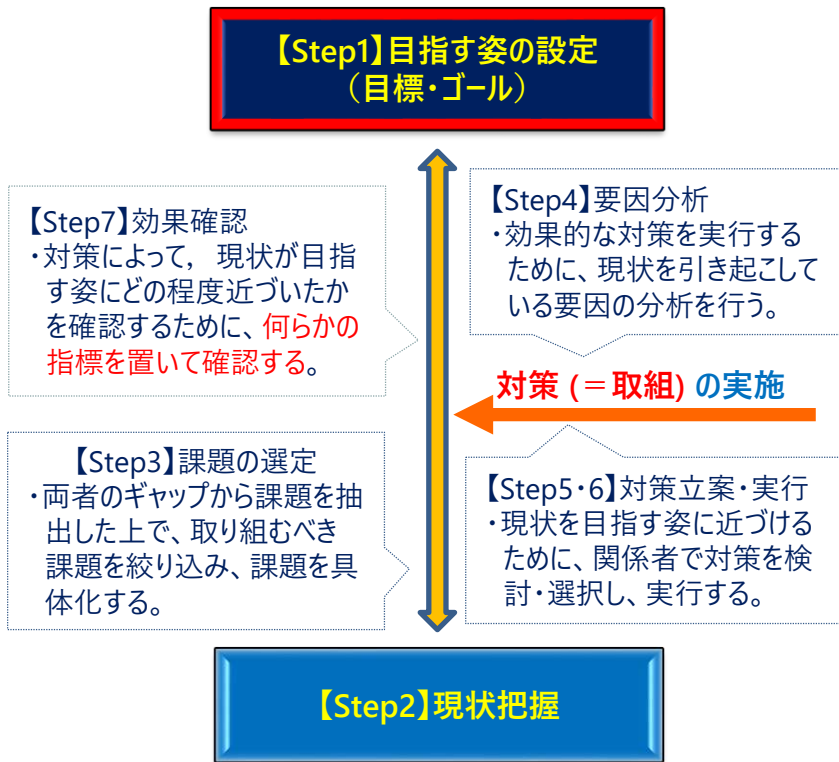 【Step1】目指す姿の設定
（目標・ゴール）
【Step7】効果確認
・対策によって， 現状が目指
す姿にどの程度近づいたか
を確認するために、何らかの
指標を置いて確認する。
【Step4】要因分析
・効果的な対策を実行する
ために、現状を引き起こして
いる要因の分析を行う。
対策 (＝取組) の実施
【Step3】課題の選定
・両者のギャップから課題を抽
出した上で、取り組むべき
課題を絞り込み、課題を具
体化する。
【Step5・6】対策立案・実行
・現状を目指す姿に近づける
ために、関係者で対策を検
討・選択し、実行する。
【Step2】現状把握